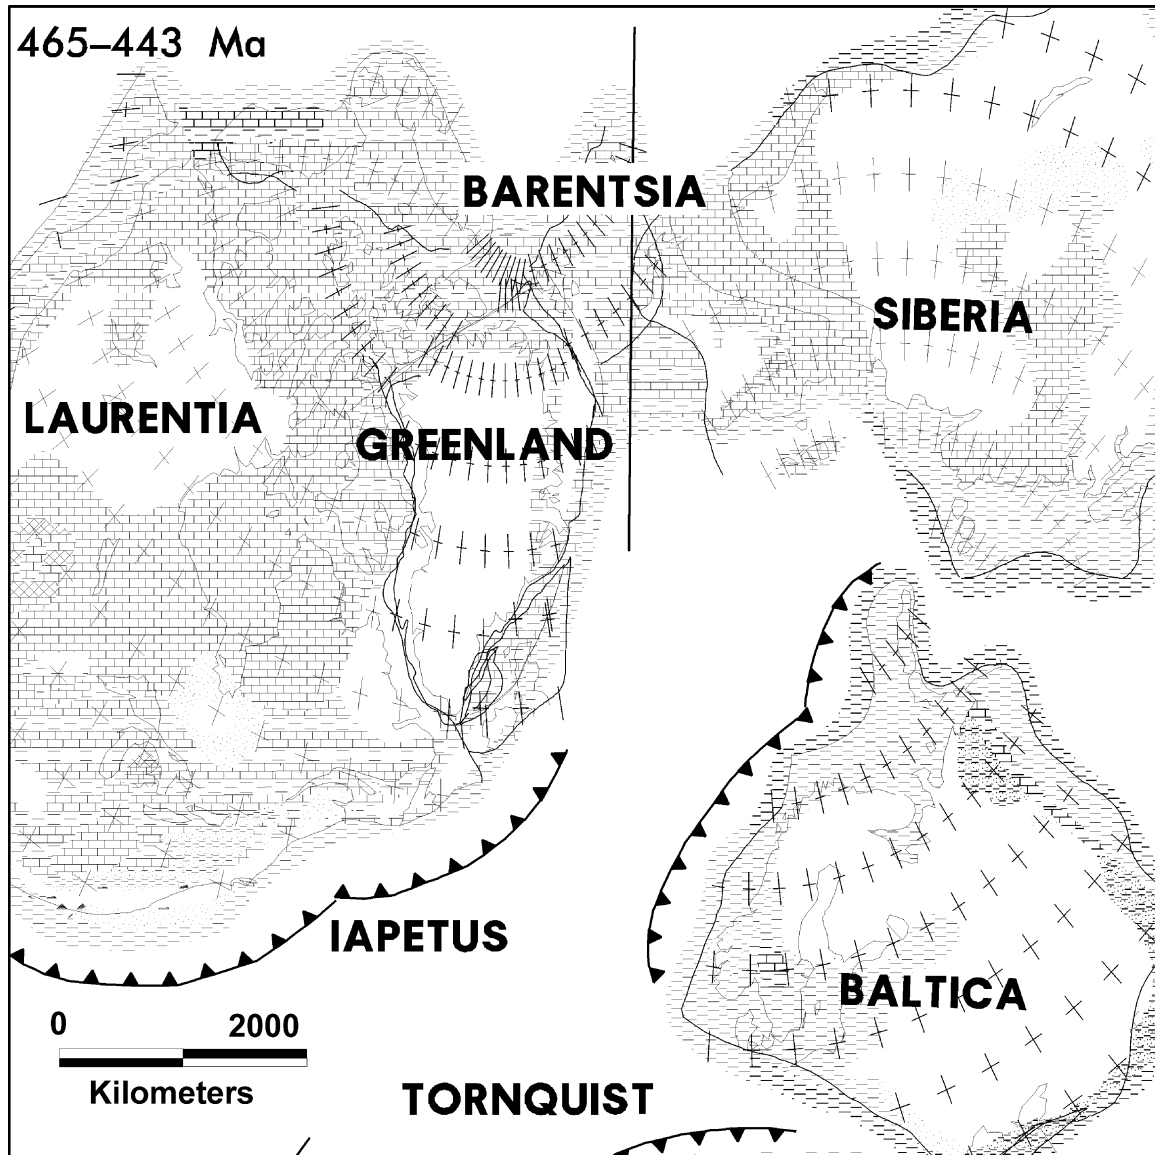 465–443 Ma
BARENTSIA
SIBERIA
LAURENTIA
GREENLAND
IAPETUS
BALTICA
0 2000
Kilometers
TORNQUIST